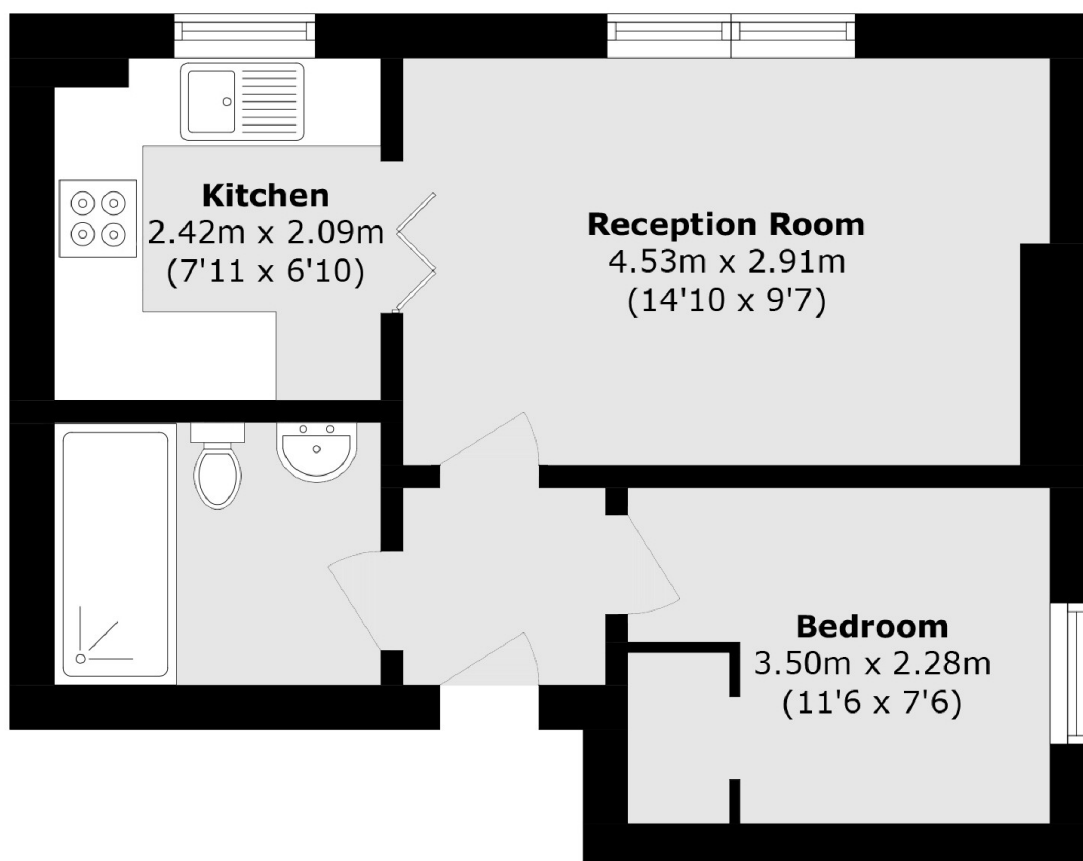 Kitchen
2.42m x 2.09m
(7'11 x 6'10)
Reception Room
4.53m x 2.91m
(14'10 x 9'7)
Bedroom
3.50m x 2.28m
(11'6 x 7'6)